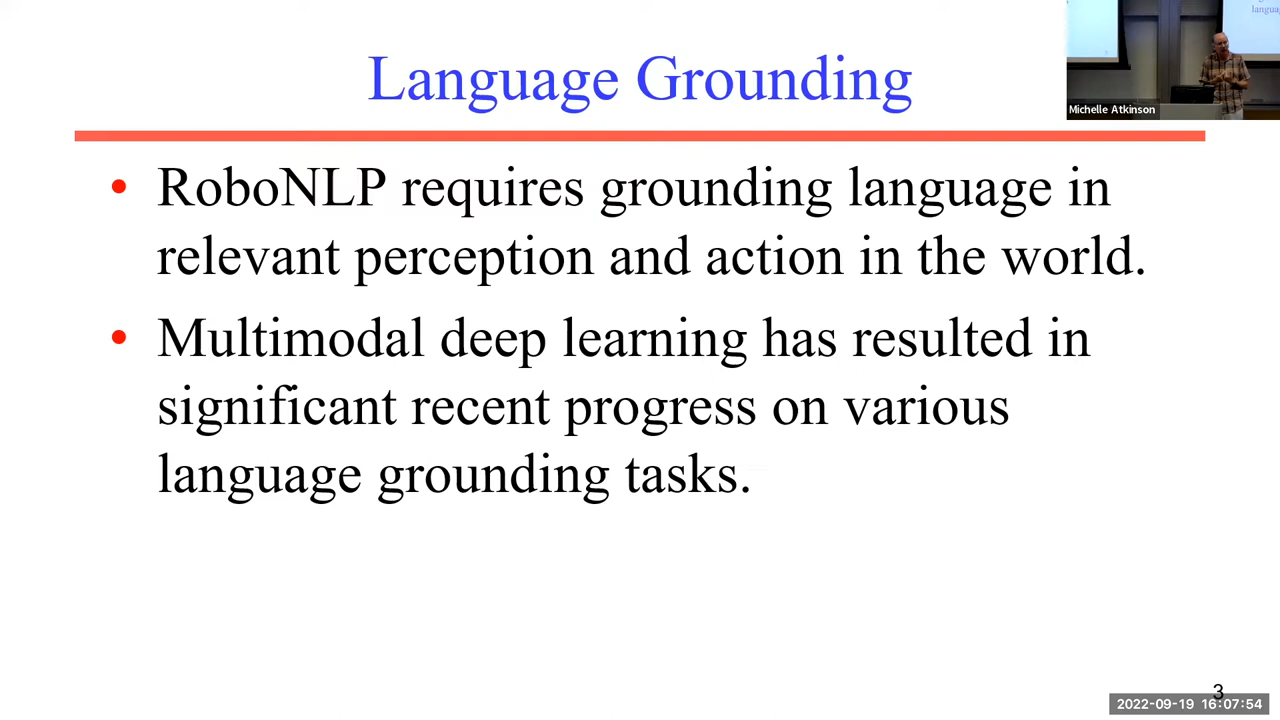 Language Grounding
langua
Michelle Atkinson
• RoboNLP requires grounding language in
relevant perception and action in the world.
• Multimodal deep learning has resulted in
significant recent progress on various
language grounding tasks.
3
2022-09-19 16:07:54